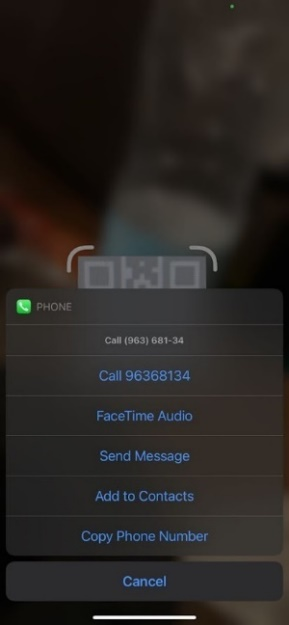 PHONE
Call (963) 681-34
Call 96368134
FaceTime Audio
Send Message
Add to Contacts
Copy Phone Number
Cancel